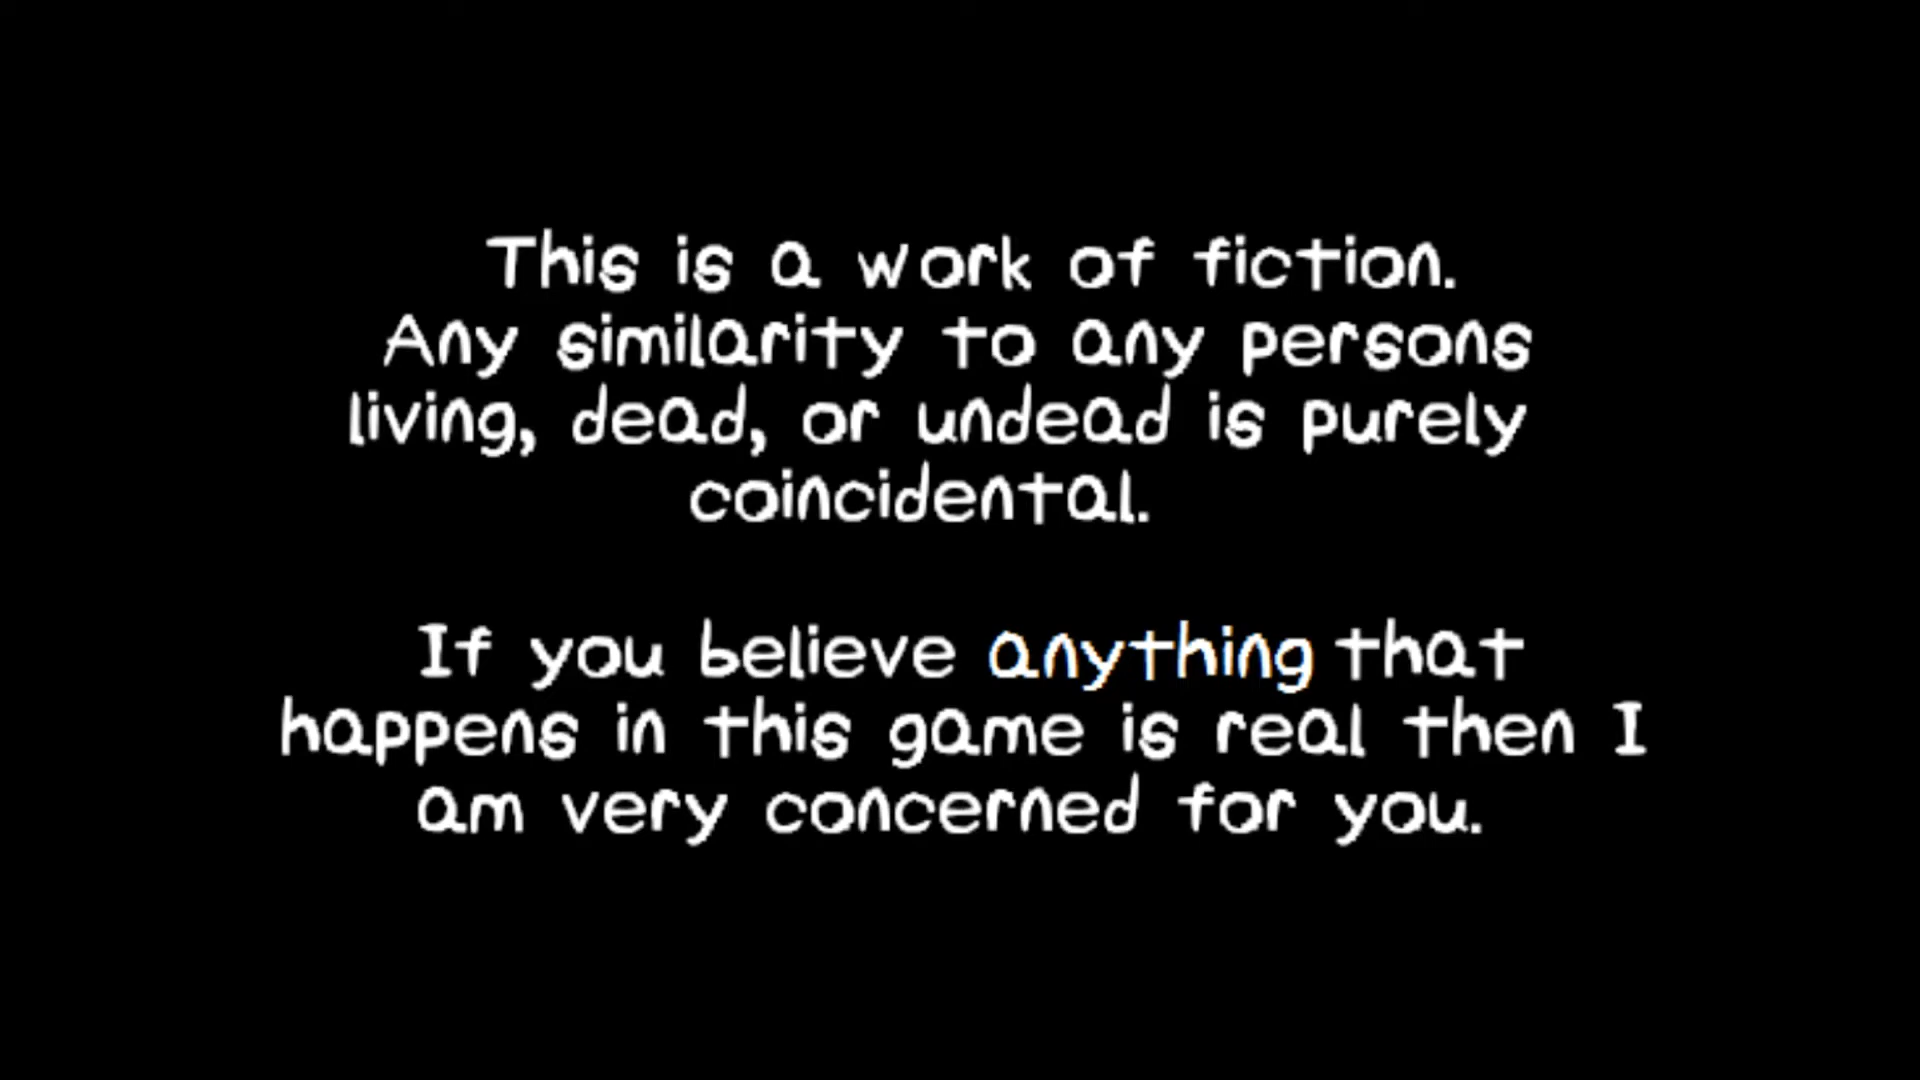 This is a work of fiction.
Any similarity to any persons
living, dead, or undead is purely
coincidental.
If you believe anything that
happens in this game is real then I
am very concerned for you.